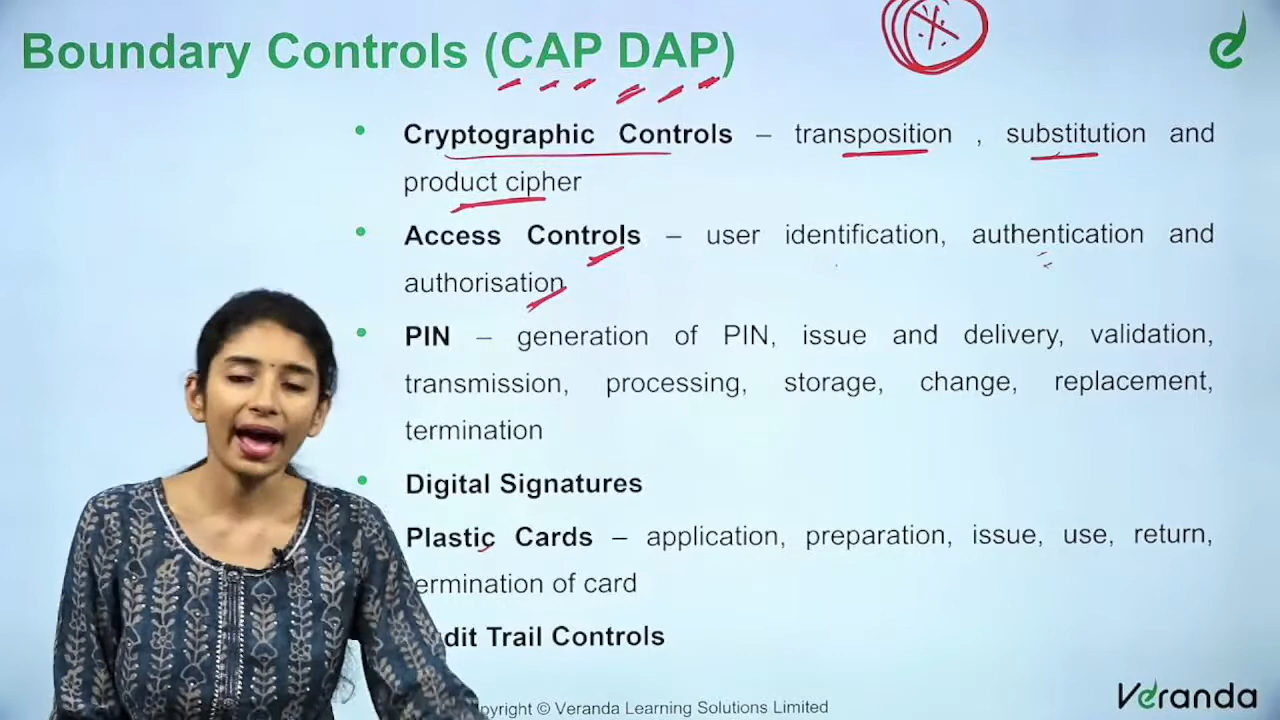 Boundary Controls (CAP DAP)
• Cryptographic Controls – transposition , substitution and
product cipher
• Access Controls – user identification, authentication and
authorisation
• PIN – generation of PIN, issue and delivery, validation,
transmission, processing, storage, change, replacement,
termination
• Digital Signatures
Plastic Cards – application, preparation, issue, use, return,
ermination of card
dit Trail Controls
pyright © Veranda Learning Solutions Limited
Veranda